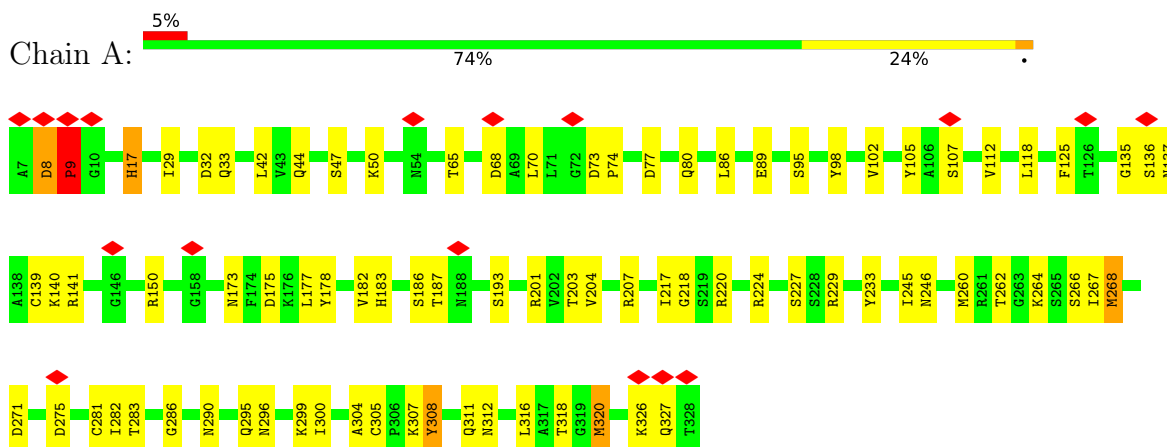 5%
Chain A:
74% 24% •
A7 D8 P9 G10 H17 I29 D32 Q33 L42 V43 Q44 S47 K50 N54 T65 D68 A69 L70 L71 G72 D73 P74 D77 Q80 L86 E89 S95 Y98 V102 Y105 A106 S107 V112 L118 F125 T126 G135 S136 N137
A138 C139 K140 R141 G146 R150 G158 N173 F174 D175 K176 L177 Y178 V182 H183 S186 T187 N188 S193 R201 V202 T203 V204 R207 I217 G218 S219 R220 R224 S227 S228 R229 Y233 I245 N246 M260 R261 T262 G263 K264 S265 S266 I267 M268
D271 D275 C281 I282 T283 G286 N290 Q295 N296 K299 I300 A304 C305 P306 K307 Y308 Q311 N312 L316 A317 T318 G319 M320 K326 Q327 T328